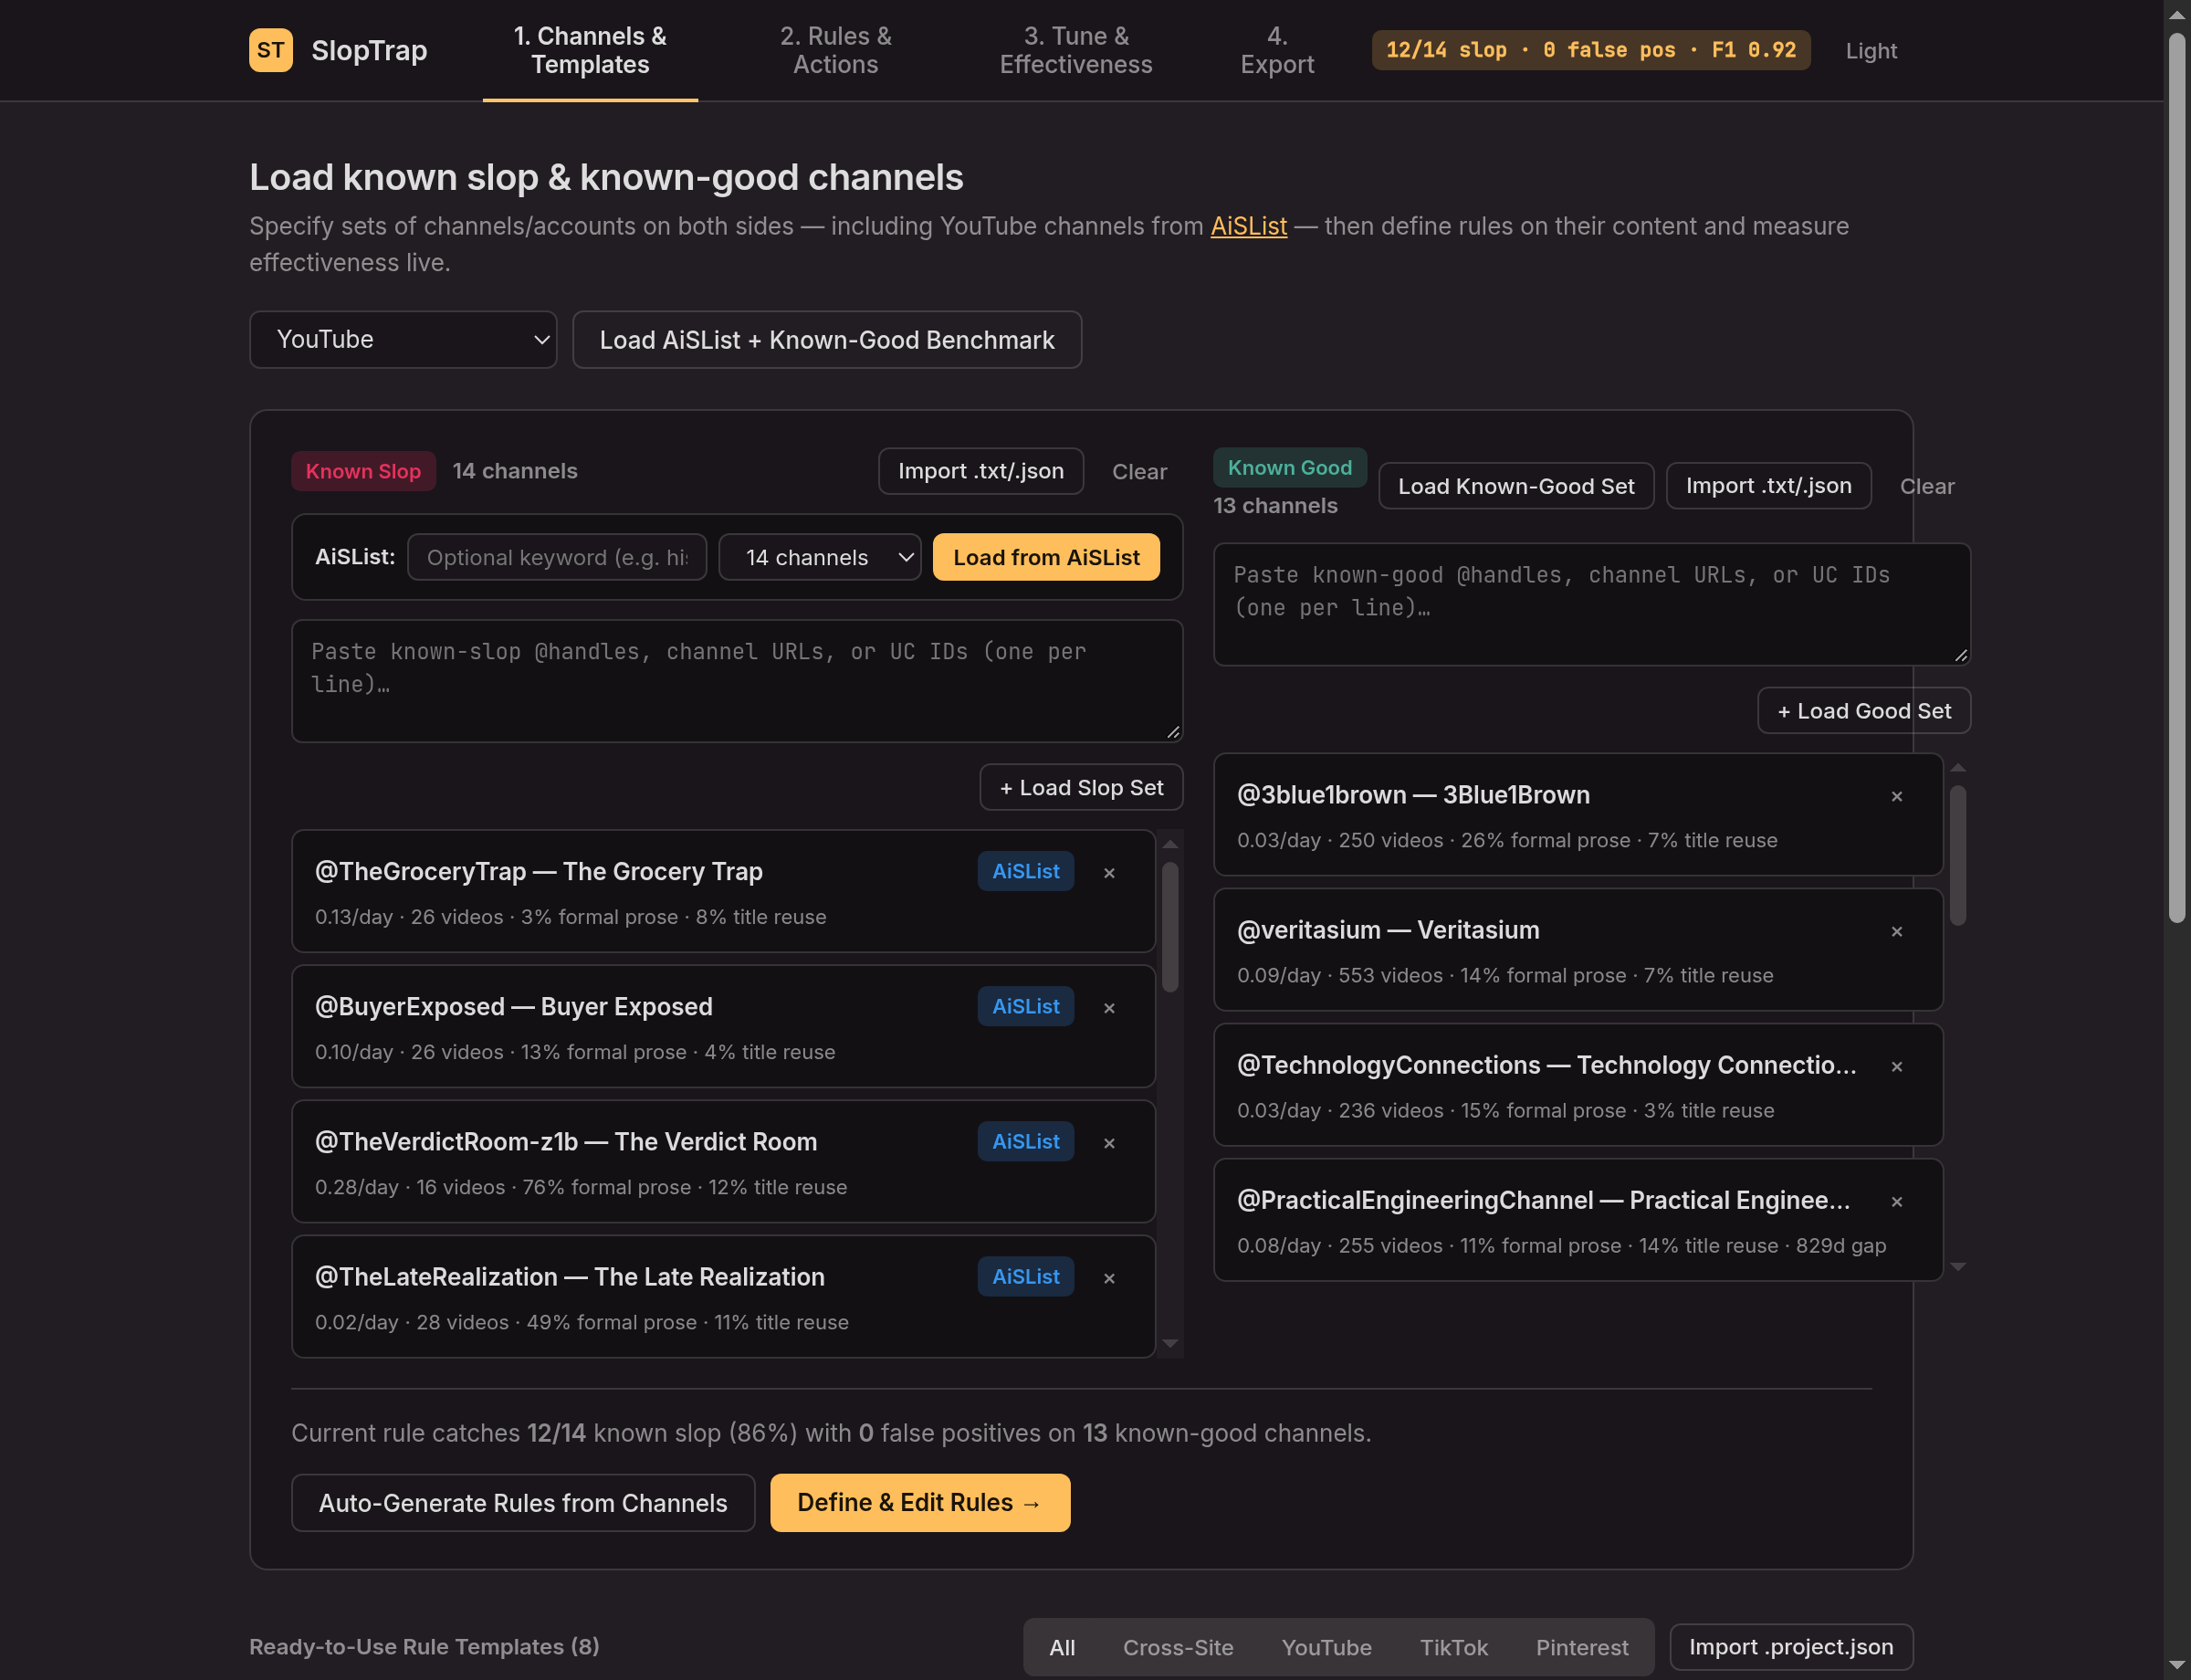 ST
SlopTrap
1. Channels &
Templates
2. Rules &
Actions
3. Tune &
Effectiveness
4.
Export
12/14 slop · 0 false pos · F1 0.92
Light
Load known slop & known-good channels
Specify sets of channels/accounts on both sides — including YouTube channels from AiSList — then define rules on their content and measure
effectiveness live.
YouTube
Load AiSList + Known-Good Benchmark
Known Slop
14 channels
Import .txt/.json
Clear
AiSList:
Optional keyword (e.g. his
14 channels
Load from AiSList
Paste known-slop @handles, channel URLs, or UC IDs (one per
line)…
+ Load Slop Set
@TheGroceryTrap — The Grocery Trap
AiSList
×
0.13/day · 26 videos · 3% formal prose · 8% title reuse
@BuyerExposed — Buyer Exposed
AiSList
×
0.10/day · 26 videos · 13% formal prose · 4% title reuse
@TheVerdictRoom-z1b — The Verdict Room
AiSList
×
0.28/day · 16 videos · 76% formal prose · 12% title reuse
@TheLateRealization — The Late Realization
AiSList
×
0.02/day · 28 videos · 49% formal prose · 11% title reuse
Known Good
13 channels
Load Known-Good Set
Import .txt/.json
Clear
Paste known-good @handles, channel URLs, or UC IDs
(one per line)…
+ Load Good Set
@3blue1brown — 3Blue1Brown
×
0.03/day · 250 videos · 26% formal prose · 7% title reuse
@veritasium — Veritasium
×
0.09/day · 553 videos · 14% formal prose · 7% title reuse
@TechnologyConnections — Technology Connectio…
×
0.03/day · 236 videos · 15% formal prose · 3% title reuse
@PracticalEngineeringChannel — Practical Enginee…
×
0.08/day · 255 videos · 11% formal prose · 14% title reuse · 829d gap
Current rule catches 12/14 known slop (86%) with 0 false positives on 13 known-good channels.
Auto-Generate Rules from Channels
Define & Edit Rules →
Ready-to-Use Rule Templates (8)
All
Cross-Site
YouTube
TikTok
Pinterest
Import .project.json